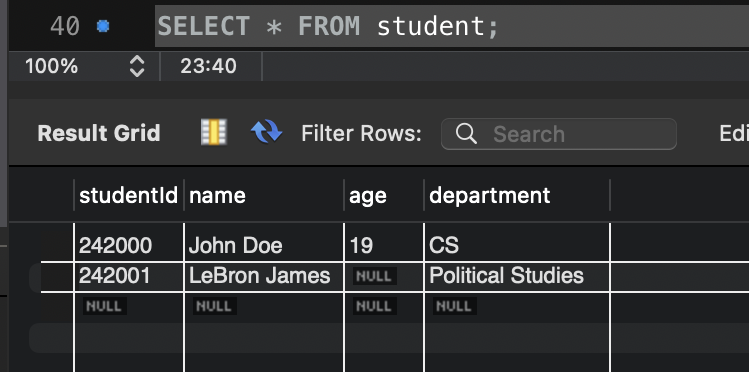 40 SELECT * FROM student;
100% 23:40
Result Grid Filter Rows: Search Edi
studentId name age department
242000 John Doe 19 CS
242001 LeBron James NULL Political Studies
NULL NULL NULL NULL